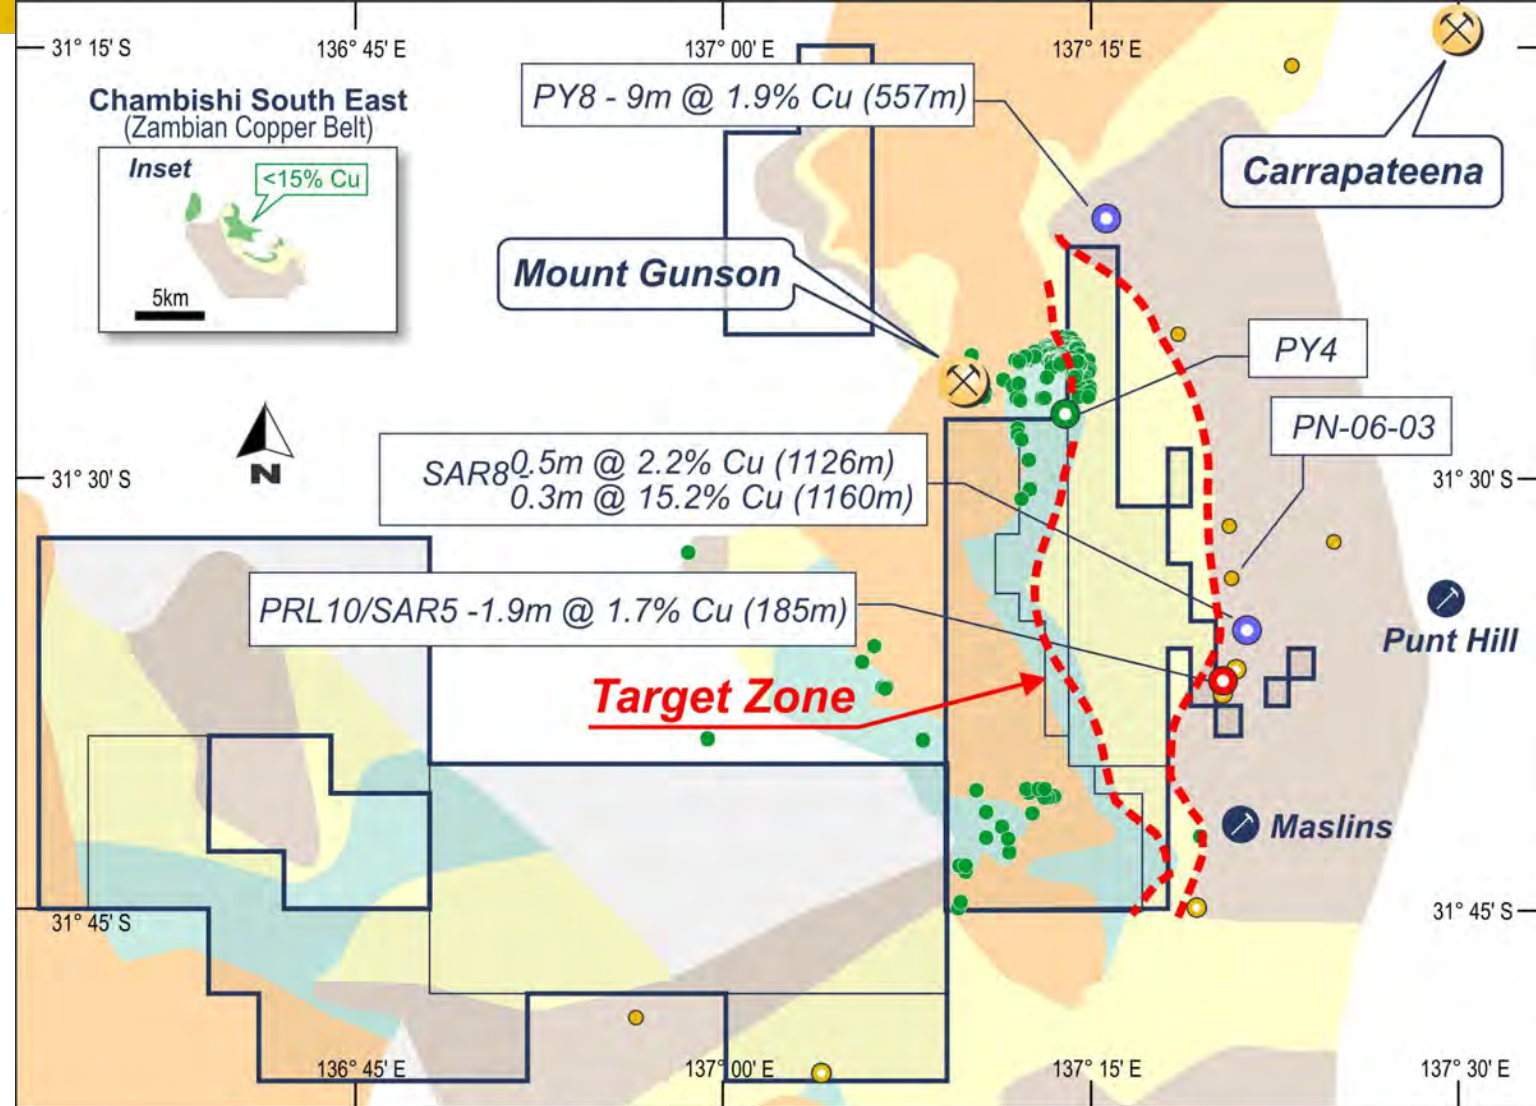 31° 15' S
136° 45' E
137° 00' E
137° 15' E
Chambishi South East
(Zambian Copper Belt)
Inset
<15% Cu
5km
PY8 - 9m @ 1.9% Cu (557m)
Carrapateena
Mount Gunson
PY4
PN-06-03
N
31° 30' S
SAR8 - 0.5m @ 2.2% Cu (1126m)
0.3m @ 15.2% Cu (1160m)
31° 30' S
PRL10/SAR5 -1.9m @ 1.7% Cu (185m)
Punt Hill
Target Zone
Maslins
31° 45' S
31° 45' S
136° 45' E
137° 00' E
137° 15' E
137° 30' E